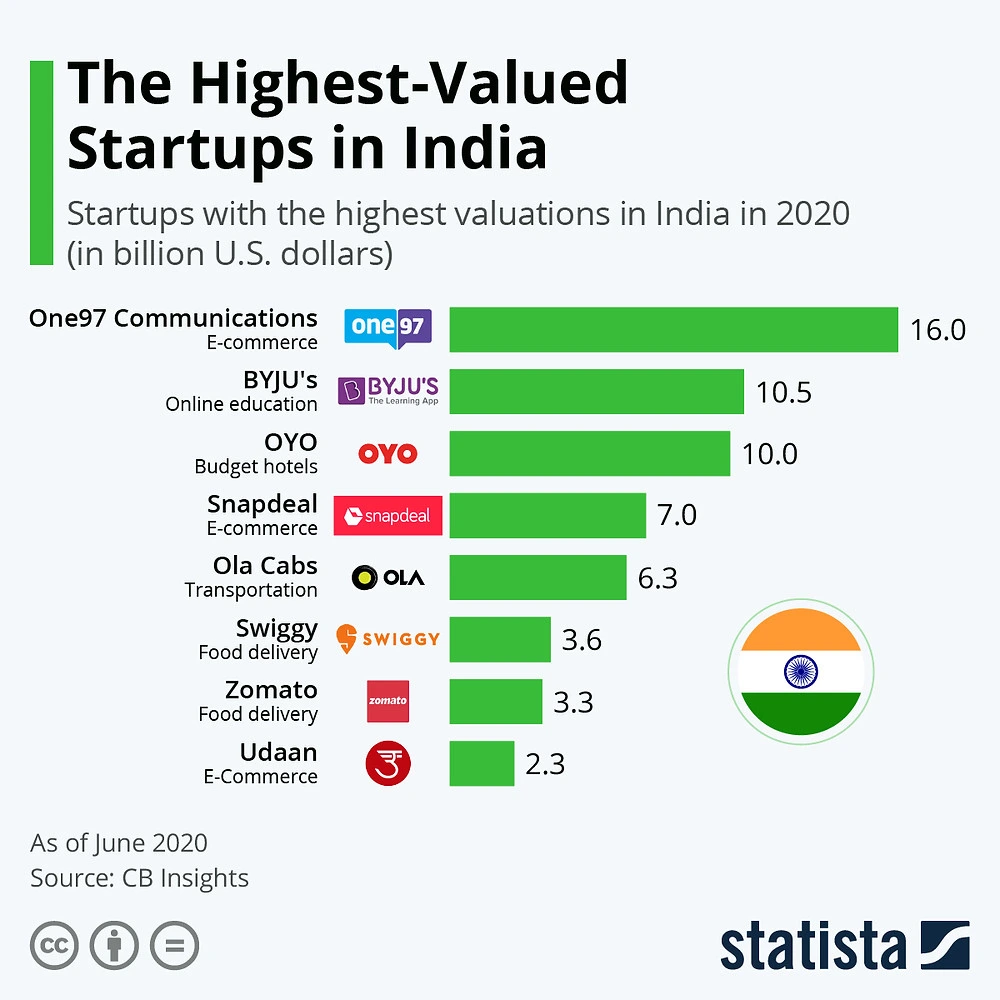 The Highest-Valued
Startups in India
Startups with the highest valuations in India in 2020
(in billion U.S. dollars)
One97 Communications
E-commerce
one97
16.0
BYJU's
Online education
BYJU'S
The Learning App
10.5
OYO
Budget hotels
OYO
10.0
Snapdeal
E-commerce
snapdeal
7.0
Ola Cabs
Transportation
OLA
6.3
Swiggy
Food delivery
SWIGGY
3.6
Zomato
Food delivery
zomato
3.3
Udaan
E-Commerce
उ
2.3
As of June 2020
Source: CB Insights
cc =
statista